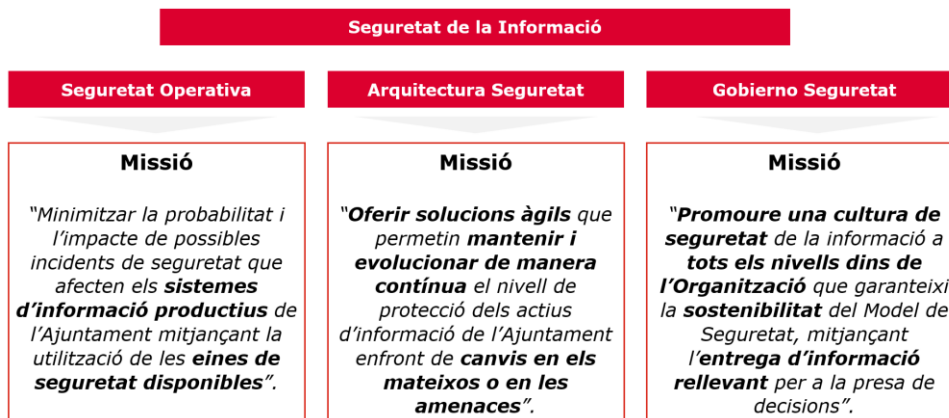 Seguretat de la Informació
Seguretat Operativa
Missió
“Minimitzar la probabilitat i
l’impacte de possibles
incidents de seguretat que
afecten els sistemes
d’informació productius de
l’Ajuntament mitjançant la
utilització de les eines de
seguretat disponibles”.
Arquitectura Seguretat
Missió
“Oferir solucions àgils que
permetin mantenir i
evolucionar de manera
contínua el nivell de
protecció dels actius
d’informació de l’Ajuntament
enfront de canvis en els
mateixos o en les
amenaces”.
Gobierno Seguretat
Missió
“Promoure una cultura de
seguretat de la informació a
tots els nivells dins de
l’Organització que garanteixi
la sostenibilitat del Model de
Seguretat, mitjançant
l’entrega d’informació
rellevant per a la presa de
decisions”.